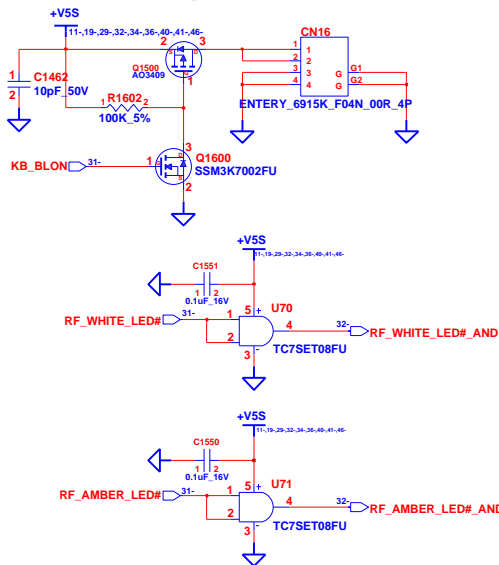 +V5S
11-,19-,29-,32-,34-,36-,40-,41-,46-
2 3
Q1500
AO3409
1
CN16
1 1
2 2
3 3
4 4
G G1
G G2
ENTERY_6915K_F04N_00R_4P
1
C1462
2
10pF_50V
1 R1602 2
100K_5%
KB_BLON 31- 1
3
D
G
S
2
Q1600
SSM3K7002FU
+V5S
11-,19-,29-,32-,34-,36-,40-,41-,46-
C1551
1 2
0.1uF_16V
RF_WHITE_LED# 31- 1
2
5 +
U70
4
3 -
TC7SET08FU
32- RF_WHITE_LED#_AND
+V5S
11-,19-,29-,32-,34-,36-,40-,41-,46-
C1550
1 2
0.1uF_16V
RF_AMBER_LED# 31- 1
2
5 +
U71
4
3 -
TC7SET08FU
32- RF_AMBER_LED#_AND